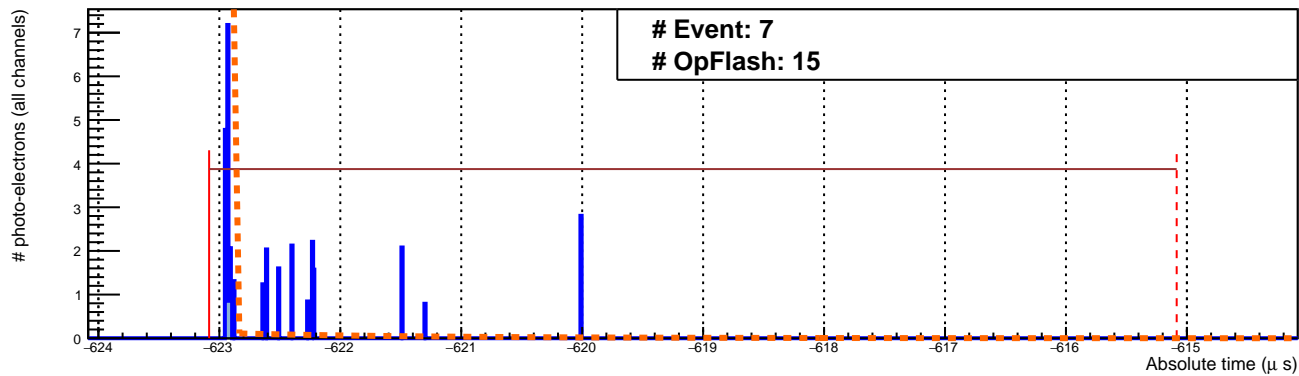 # Event: 7
# OpFlash: 15
# photo-electrons (all channels)
7
6
5
4
3
2
1
0
−624 −623 −622 −621 −620 −619 −618 −617 −616 −615
Absolute time (μ s)